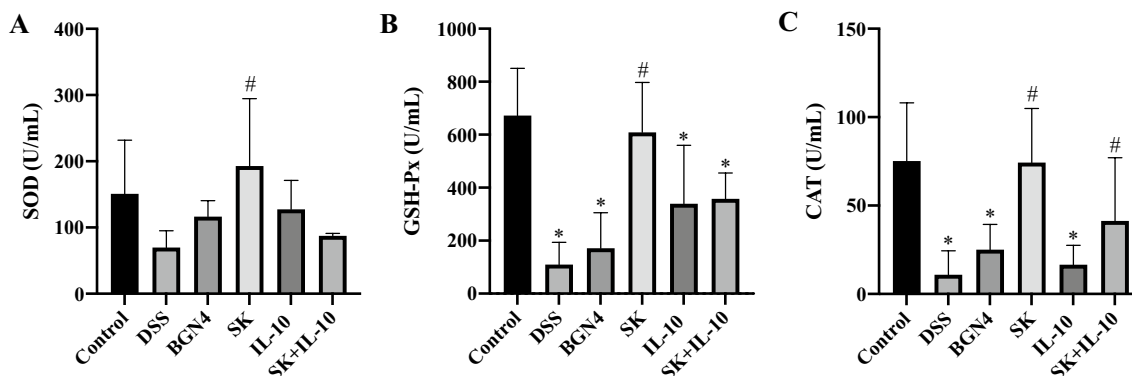 A
SOD (U/mL)
400
300
200
100
0
#
Control
DSS
BGN4
SK
IL-10
SK+IL-10
B
GSH-Px (U/mL)
1000
800
600
400
200
0
*
*
#
*
*
Control
DSS
BGN4
SK
IL-10
SK+IL-10
C
CAT (U/mL)
150
100
50
0
*
*
#
*
#
Control
DSS
BGN4
SK
IL-10
SK+IL-10